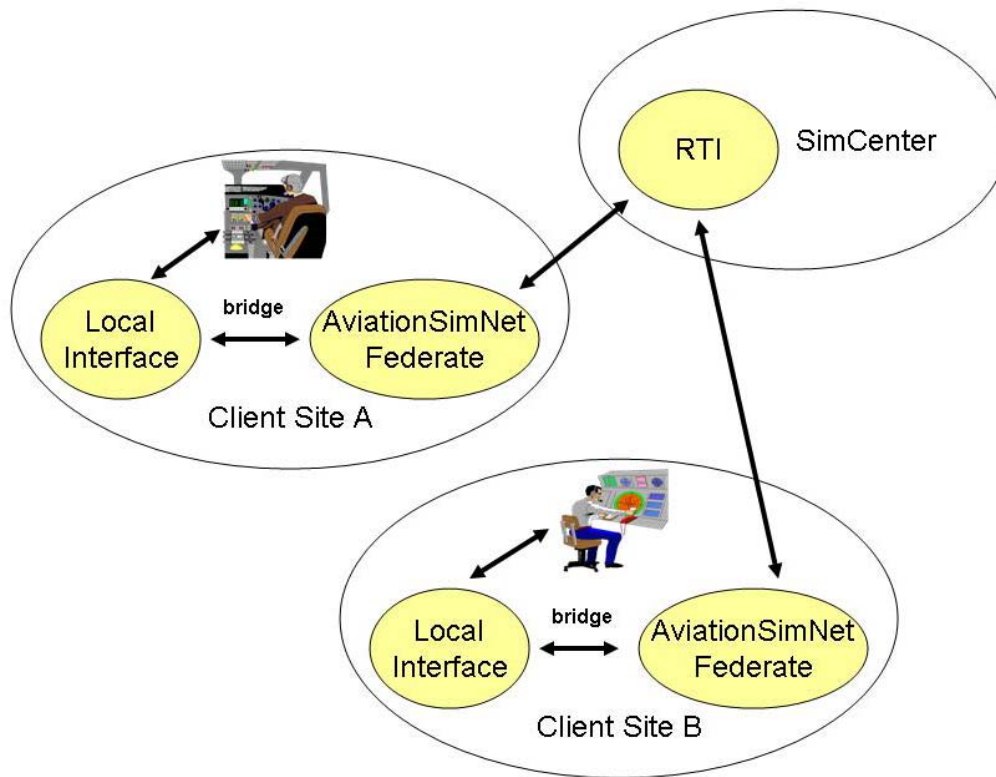 RTI
SimCenter
bridge
Local
Interface
AviationSimNet
Federate
Client Site A
bridge
Local
Interface
AviationSimNet
Federate
Client Site B